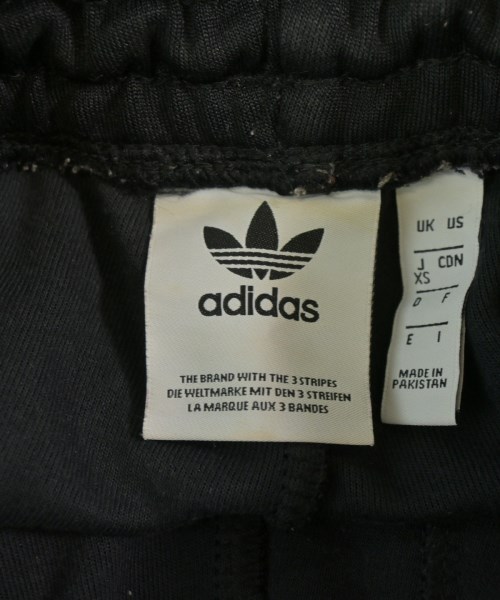 adidas
THE BRAND WITH THE 3 STRIPES
DIE WELTMARKE MIT DEN 3 STREIFEN
LA MARQUE AUX 3 BANDES
UK US
J CDN
XS
D F
E I
MADE IN
PAKISTAN